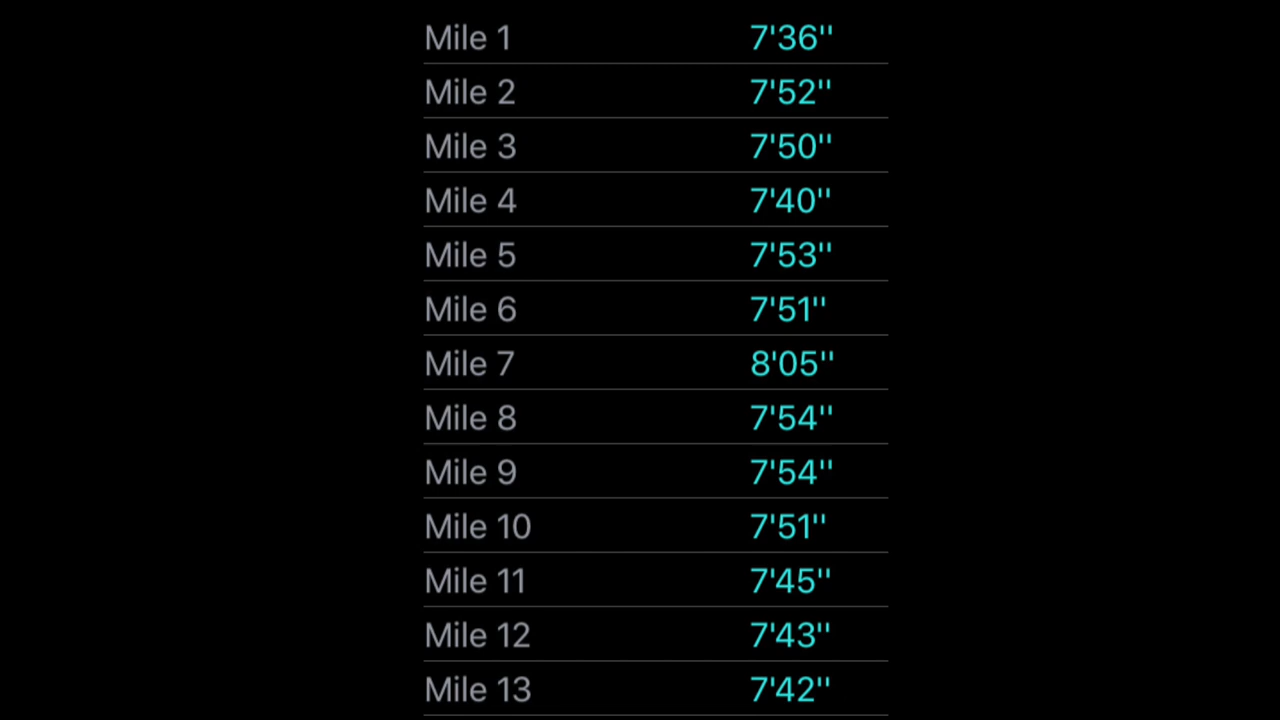 Mile 1 7'36''
Mile 2 7'52''
Mile 3 7'50''
Mile 4 7'40''
Mile 5 7'53''
Mile 6 7'51''
Mile 7 8'05''
Mile 8 7'54''
Mile 9 7'54''
Mile 10 7'51''
Mile 11 7'45''
Mile 12 7'43''
Mile 13 7'42''